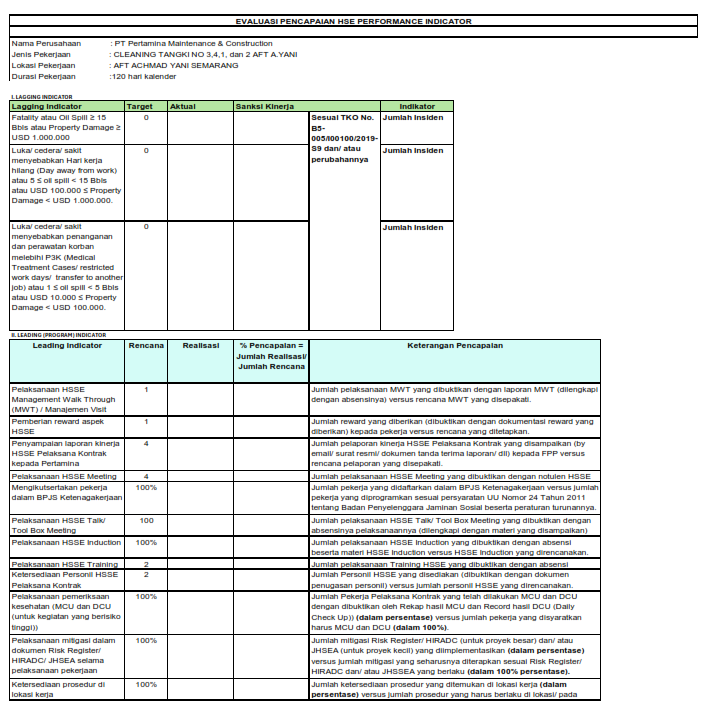 EVALUASI PENCAPAIAN HSE PERFORMANCE INDICATOR
Nama Perusahaan : PT Pertamina Maintenance & Construction
Jenis Pekerjaan : CLEANING TANGKI NO 3,4,1, dan 2 AFT A.YANI
Lokasi Pekerjaan : AFT ACHMAD YANI SEMARANG
Durasi Pekerjaan :120 hari kalender
I. LAGGING INDICATOR
Lagging Indicator Target Aktual Sanksi Kinerja Indikator
Fatality atau Oil Spill ≥ 15
Bbls atau Property Damage ≥
USD 1.000.000
0
Sesuai TKO No.
B5-
005/I00100/2019-
S9 dan/ atau
perubahannya
Jumlah Insiden
Luka/ cedera/ sakit
menyebabkan Hari kerja
hilang (Day away from work)
atau 5 ≤ oil spill < 15 Bbls
atau USD 100.000 ≤ Property
Damage < USD 1.000.000.
0
Jumlah Insiden
Luka/ cedera/ sakit
menyebabkan penanganan
dan perawatan korban
melebihi P3K (Medical
Treatment Cases/ restricted
work days/ transfer to another
job) atau 1 ≤ oil spill < 5 Bbls
atau USD 10.000 ≤ Property
Damage < USD 100.000.
0
Jumlah Insiden
II. LEADING (PROGRAM) INDICATOR
Leading Indicator Rencana Realisasi
% Pencapaian =
Jumlah Realisasi/
Jumlah Rencana
Keterangan Pencapaian
Pelaksanaan HSSE
Management Walk Through
(MWT) / Manajemen Visit
1
Jumlah pelaksanaan MWT yang dibuktikan dengan laporan MWT (dilengkapi
dengan absensinya) versus rencana MWT yang disepakati.
Pemberian reward aspek
HSSE
1
Jumlah reward yang diberikan (dibuktikan dengan dokumentasi reward yang
diberikan) kepada pekerja versus rencana yang ditetapkan.
Penyampaian laporan kinerja
HSSE Pelaksana Kontrak
kepada Pertamina
4
Jumlah pelaporan kinerja HSSE Pelaksana Kontrak yang disampaikan (by
email/ surat resmi/ dokumen tanda terima laporan/ dll) kepada FPP versus
rencana pelaporan yang disepakati.
Pelaksanaan HSSE Meeting 4 Jumlah pelaksanaan HSSE Meeting yang dibuktikan dengan notulen HSSE
Mengikutsertakan pekerja
dalam BPJS Ketenagakerjaan
100%
Jumlah pekerja yang didaftarkan dalam BPJS Ketenagakerjaan versus jumlah
pekerja yang diprogramkan sesuai persyaratan UU Nomor 24 Tahun 2011
tentang Badan Penyelenggara Jaminan Sosial beserta peraturan turunannya.
Pelaksanaan HSSE Talk/
Tool Box Meeting
100
Jumlah pelaksanaan HSSE Talk/ Tool Box Meeting yang dibuktikan dengan
absensinya pelaksanaannya (dilengkapi dengan materi yang disampaikan)
Pelaksanaan HSSE Induction 100%
Jumlah pelaksanaan HSSE Induction yang dibuktikan dengan absensi
beserta materi HSSE Induction versus HSSE Induction yang direncanakan.
Pelaksanaan HSSE Training 2 Jumlah pelaksanaan Training HSSE yang dibuktikan dengan absensi
Ketersediaan Personil HSSE
Pelaksana Kontrak
2
Jumlah Personil HSSE yang disediakan (dibuktikan dengan dokumen
penugasan personil) versus jumlah personil HSSE yang direncanakan.
Pelaksanaan pemeriksaan
kesehatan (MCU dan DCU
(untuk kegiatan yang berisiko
tinggi))
100%
Jumlah Pekerja Pelaksana Kontrak yang telah dilakukan MCU dan DCU
dengan dibuktikan oleh Rekap hasil MCU dan Record hasil DCU (Daily
Check Up)) (dalam persentase) versus jumlah pekerja yang disyaratkan
harus MCU dan DCU (dalam 100%).
Pelaksanaan mitigasi dalam
dokumen Risk Register/
HIRADC/ JHSEA selama
pelaksanaan pekerjaan
100%
Jumlah mitigasi Risk Register/ HIRADC (untuk proyek besar) dan/ atau
JHSEA (untuk proyek kecil) yang diimplementasikan (dalam persentase)
versus jumlah mitigasi yang seharusnya diterapkan sesuai Risk Register/
HIRADC dan/ atau JHSSEA yang berlaku (dalam 100% persentase).
Ketersediaan prosedur di
lokasi kerja
100%
Jumlah ketersediaan prosedur yang ditemukan di lokasi kerja (dalam
persentase) versus jumlah prosedur yang harus berlaku di lokasi/ pada